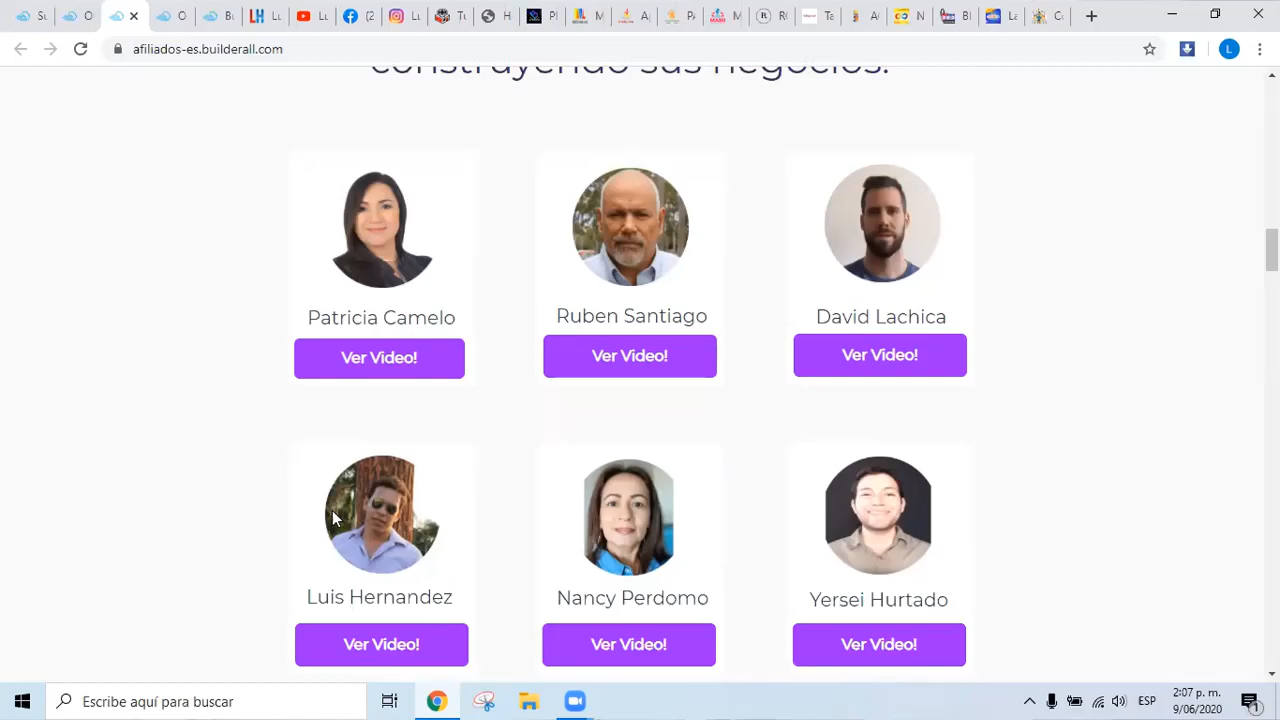 afiliados-es.builderall.com
construyendo sus negocios.
Patricia Camelo
Ruben Santiago
David Lachica
Ver Video!
Ver Video!
Ver Video!
Luis Hernandez
Nancy Perdomo
Yersei Hurtado
Ver Video!
Ver Video!
Ver Video!
Escribe aquí para buscar
ESP
2:07 p. m.
9/06/2020